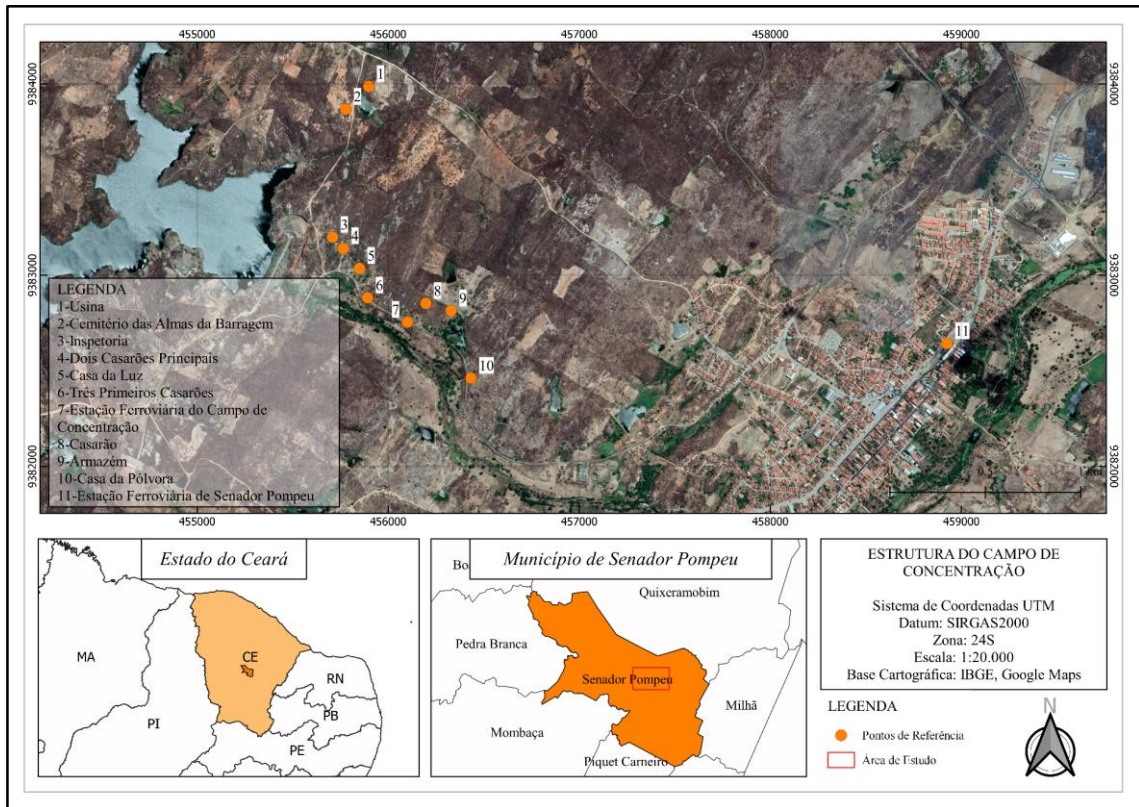 455000
456000
457000
458000
459000
9384000
9384000
9383000
9383000
9382000
9382000
1
2
3
4
5
6
7
8
9
10
11
LEGENDA
1-Usina
2-Cemitério das Almas da Barragem
3-Inspetoria
4-Dois Casarões Principais
5-Casa da Luz
6-Três Primeiros Casarões
7-Estação Ferroviária do Campo de
Concentração
8-Casarão
9-Armazém
10-Casa da Pólvora
11-Estação Ferroviária de Senador Pompeu
0
1 km
455000
456000
457000
458000
459000
Estado do Ceará
MA
CE
RN
PB
PI
PE
Município de Senador Pompeu
Quixeramobim
Pedra Branca
Senador Pompeu
Milhã
Mombaça
Piquet Carneiro
ESTRUTURA DO CAMPO DE
CONCENTRAÇÃO
Sistema de Coordenadas UTM
Datum: SIRGAS2000
Zona: 24S
Escala: 1:20.000
Base Cartográfica: IBGE, Google Maps
LEGENDA
Pontos de Referência
Área de Estudo
N